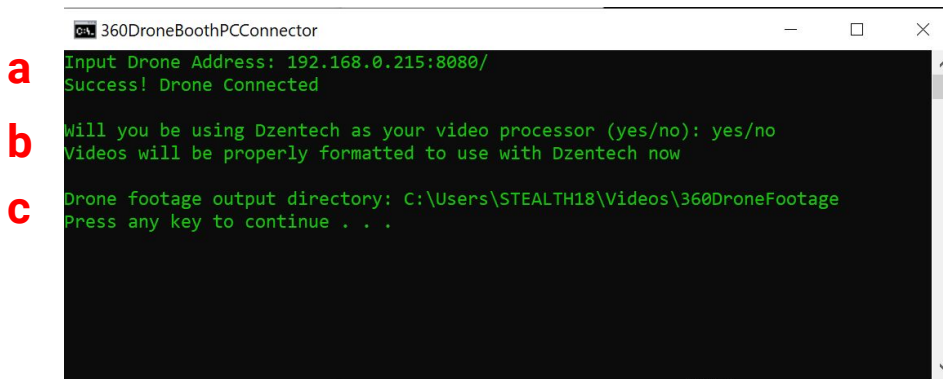 360DroneBoothPCConnector
a Input Drone Address: 192.168.0.215:8080/
Success! Drone Connected
b Will you be using Dzentech as your video processor (yes/no): yes/no
Videos will be properly formatted to use with Dzentech now
c Drone footage output directory: C:\Users\STEALTH18\Videos\360DroneFootage
Press any key to continue . . .